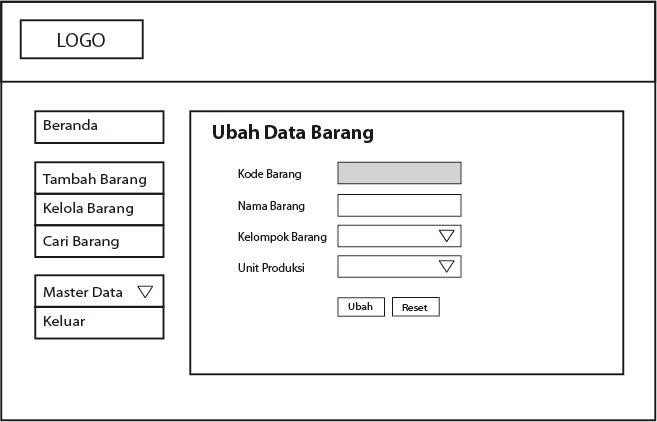 LOGO
Beranda
Tambah Barang
Kelola Barang
Cari Barang
Master Data
Keluar
Ubah Data Barang
Kode Barang
Nama Barang
Kelompok Barang
Unit Produksi
Ubah
Reset